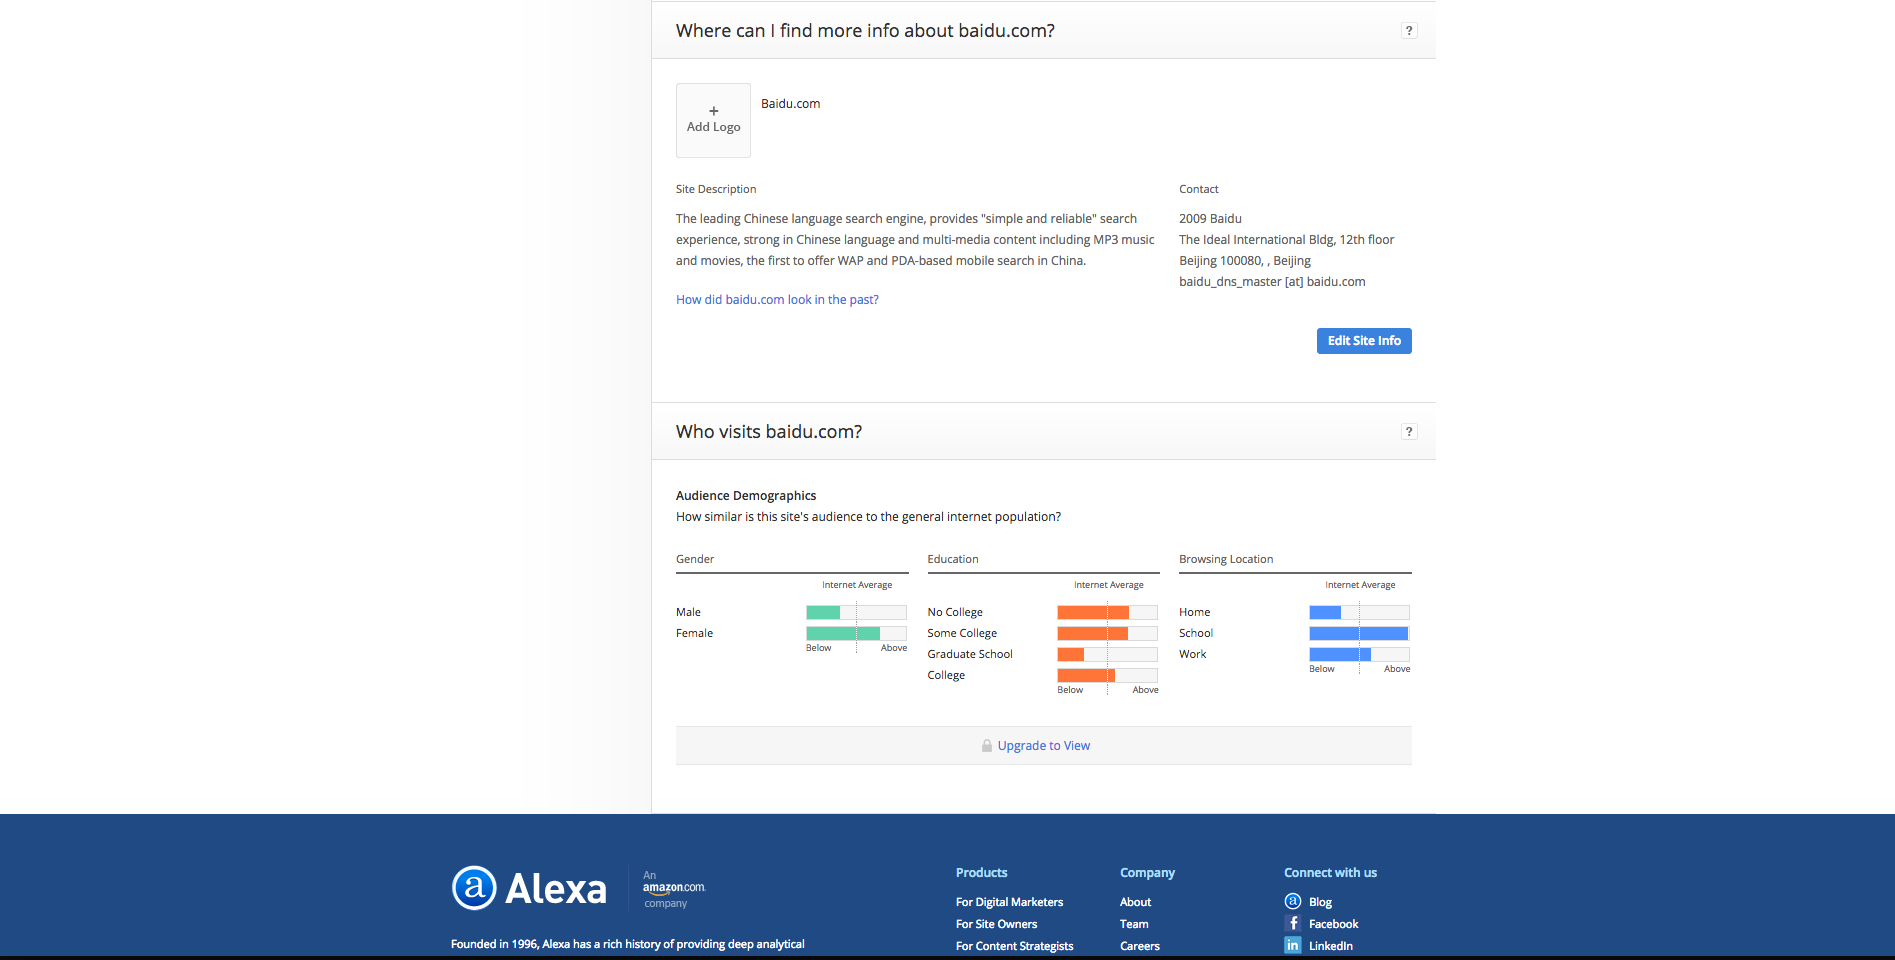 Where can I find more info about baidu.com?
?
+
Add Logo
Baidu.com
Site Description
The leading Chinese language search engine, provides "simple and reliable" search
experience, strong in Chinese language and multi-media content including MP3 music
and movies, the first to offer WAP and PDA-based mobile search in China.
How did baidu.com look in the past?
Contact
2009 Baidu
The Ideal International Bldg, 12th floor
Beijing 100080, , Beijing
baidu_dns_master [at] baidu.com
Edit Site Info
Who visits baidu.com?
?
Audience Demographics
How similar is this site's audience to the general internet population?
Gender
Internet Average
Male
Female
Below Above
Education
Internet Average
No College
Some College
Graduate School
College
Below Above
Browsing Location
Internet Average
Home
School
Work
Below Above
Upgrade to View
a Alexa
An
amazon.com
company
Founded in 1996, Alexa has a rich history of providing deep analytical
Products
For Digital Marketers
For Site Owners
For Content Strategists
Company
About
Team
Careers
Connect with us
a Blog
f Facebook
in LinkedIn